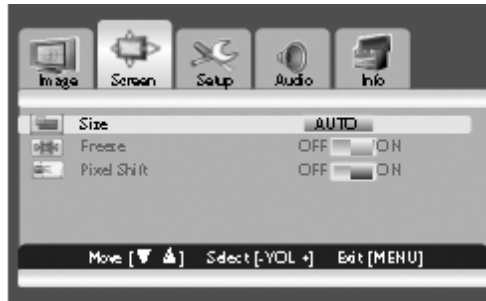 Image Screen Setup Audio Info
Size AUTO
Freeze OFF ON
Pixel Shift OFF ON
Move [▼ ▲] Select [-VOL +] Exit [MENU]